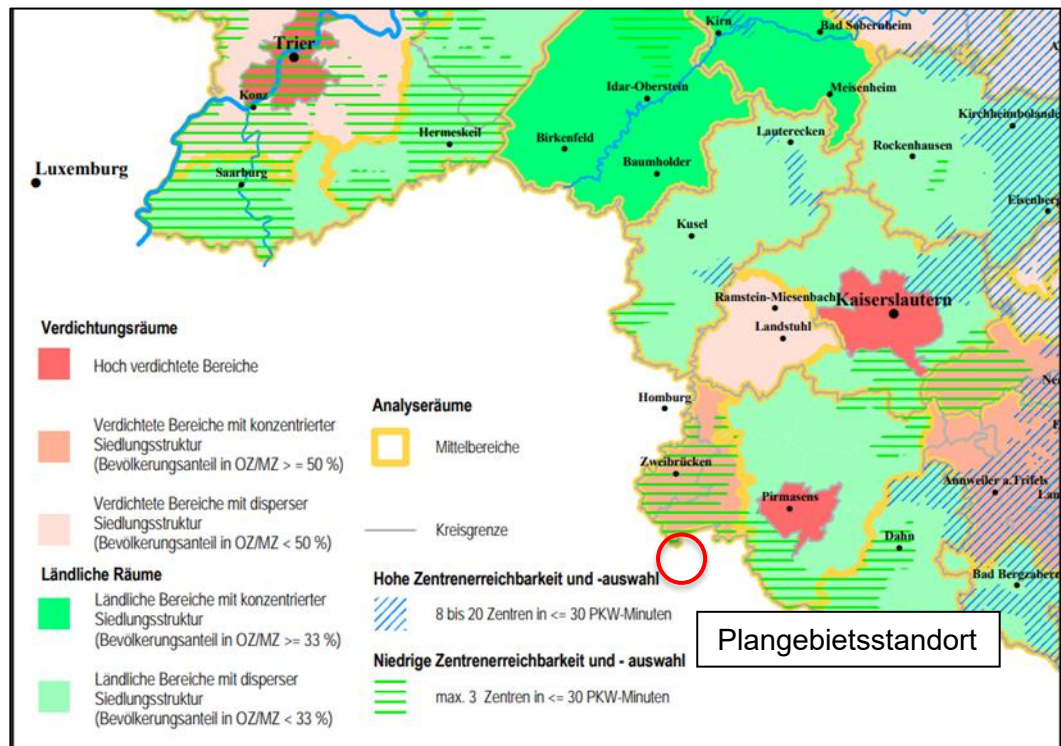 Kirn
Bad Sobernheim
Trier
Idar-Oberstein
Meisenheim
Konz
Kirchheimbolande
Hermeskeil
Birkenfeld
Lauterecken
Rockenhausen
Luxemburg
Saarburg
Baumholder
Eisenberg
Kusel
Ramstein-Miesenbach
Kaiserslautern
Landstuhl
Homburg
Zweibrücken
Pirmasens
Annweiler a.Trifels
Dahn
Bad Bergzabern
Verdichtungsräume
Hoch verdichtete Bereiche
Verdichtete Bereiche mit konzentrierter
Siedlungsstruktur
(Bevölkerungsanteil in OZ/MZ > = 50 %)
Verdichtete Bereiche mit disperser
Siedlungsstruktur
(Bevölkerungsanteil in OZ/MZ < 50 %)
Ländliche Räume
Ländliche Bereiche mit konzentrierter
Siedlungsstruktur
(Bevölkerungsanteil in OZ/MZ >= 33 %)
Ländliche Bereiche mit disperser
Siedlungsstruktur
(Bevölkerungsanteil in OZ/MZ < 33 %)
Analyseräume
Mittelbereiche
Kreisgrenze
Hohe Zentrenerreichbarkeit und -auswahl
8 bis 20 Zentren in <= 30 PKW-Minuten
Niedrige Zentrenerreichbarkeit und - auswahl
max. 3 Zentren in <= 30 PKW-Minuten
Plangebietsstandort